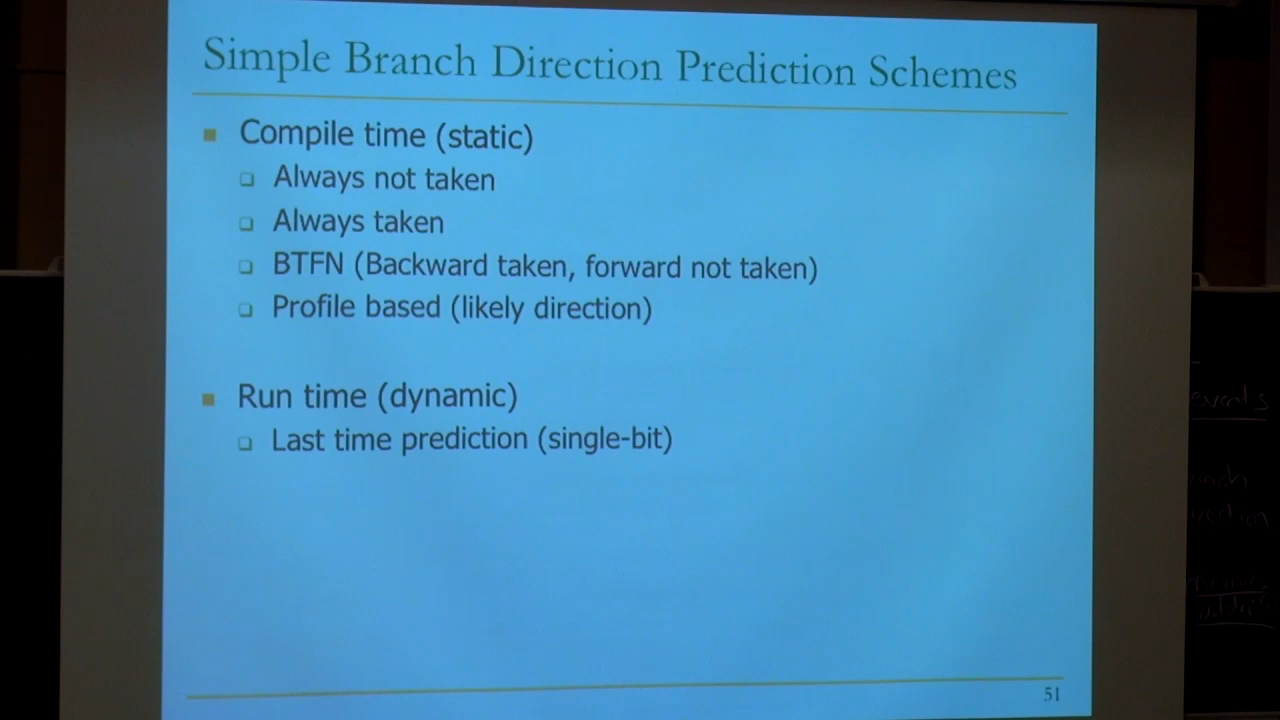 Simple Branch Direction Prediction Schemes
Compile time (static)
Always not taken
Always taken
BTFN (Backward taken, forward not taken)
Profile based (likely direction)
Run time (dynamic)
Last time prediction (single-bit)
events
51